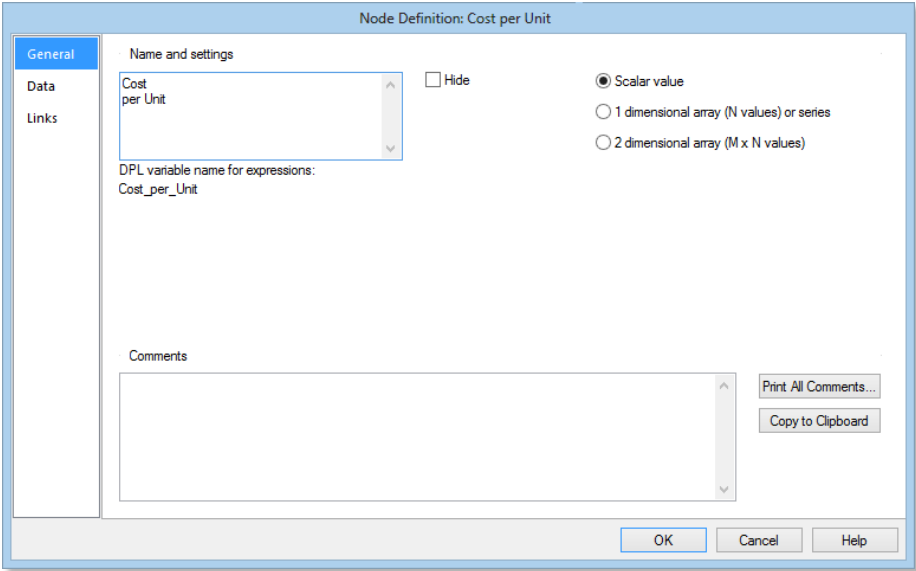 Node Definition: Cost per Unit
General
Data
Links
Name and settings
Cost
per Unit
Hide
Scalar value
1 dimensional array (N values) or series
2 dimensional array (M x N values)
DPL variable name for expressions:
Cost_per_Unit
Comments
Print All Comments...
Copy to Clipboard
OK
Cancel
Help